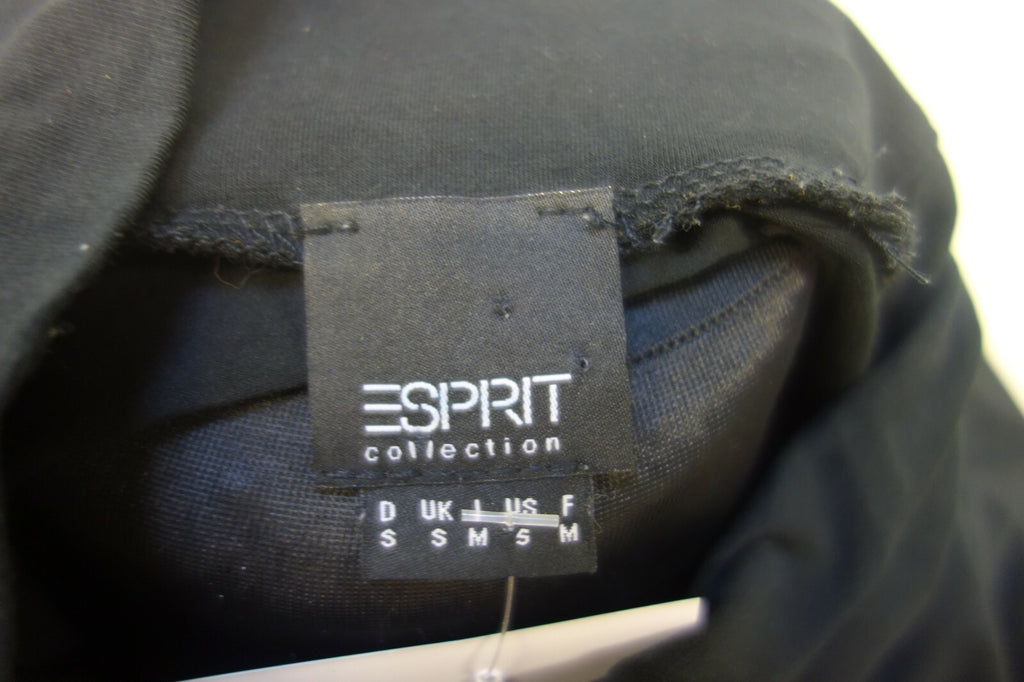 ESPRIT
collection
D UK I US F
S S M S M